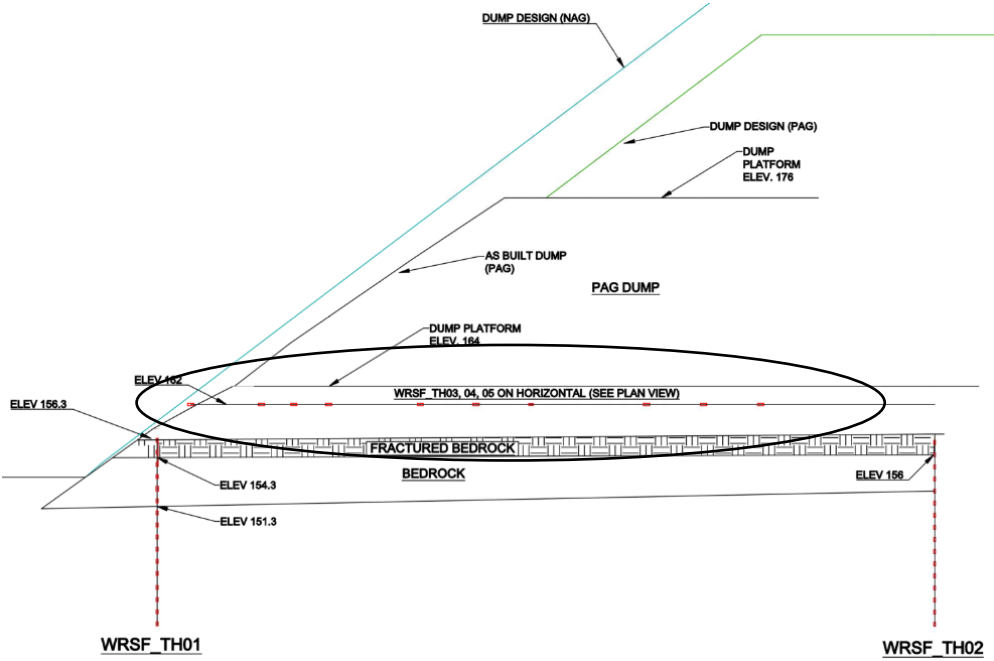 DUMP DESIGN (NAG)
DUMP DESIGN (PAG)
DUMP
PLATFORM
ELEV. 176
AS BUILT DUMP
(PAG)
PAG DUMP
DUMP PLATFORM
ELEV. 164
ELEV 162
WRSF_TH03, 04, 05 ON HORIZONTAL (SEE PLAN VIEW)
ELEV 156.3
FRACTURED BEDROCK
BEDROCK
ELEV 156
ELEV 154.3
ELEV 151.3
WRSF_TH01
WRSF_TH02